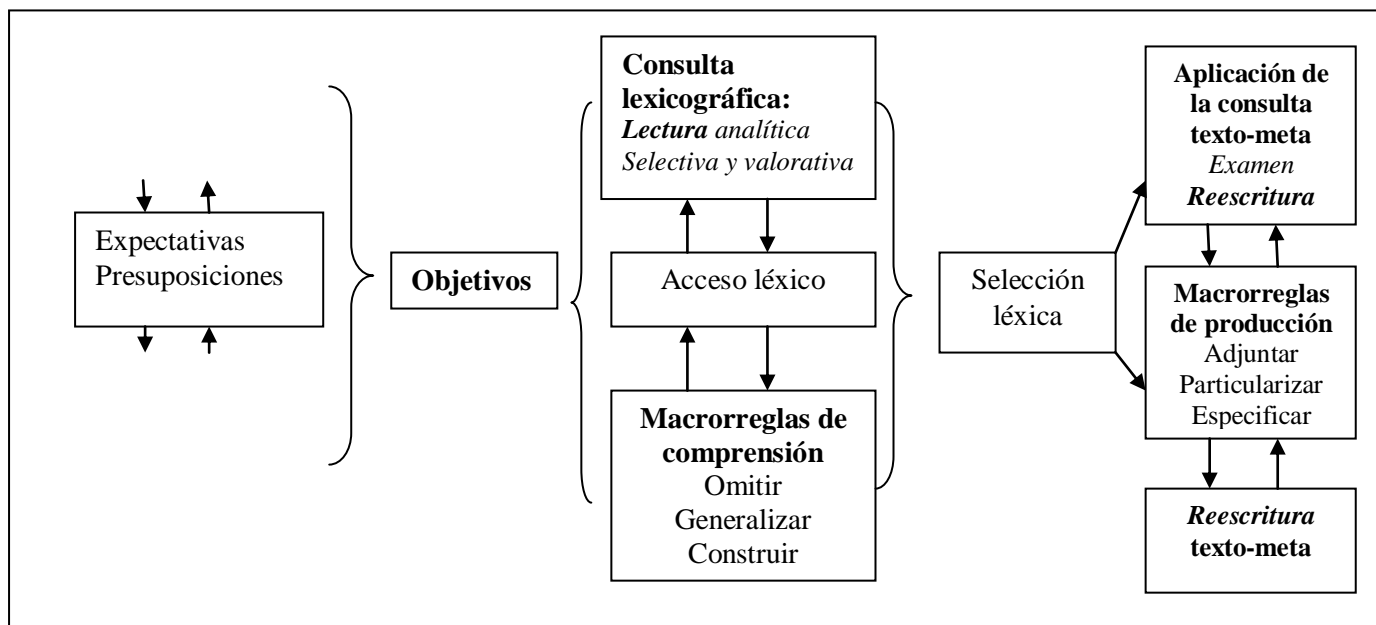 Expectativas
Presuposiciones
Objetivos
Consulta
lexicográfica:
Lectura analítica
Selectiva y valorativa
Acceso léxico
Macrorreglas de
comprensión
Omitir
Generalizar
Construir
Selección
léxica
Aplicación de
la consulta
texto-meta
Examen
Reescritura
Macrorreglas
de producción
Adjuntar
Particularizar
Especificar
Reescritura
texto-meta